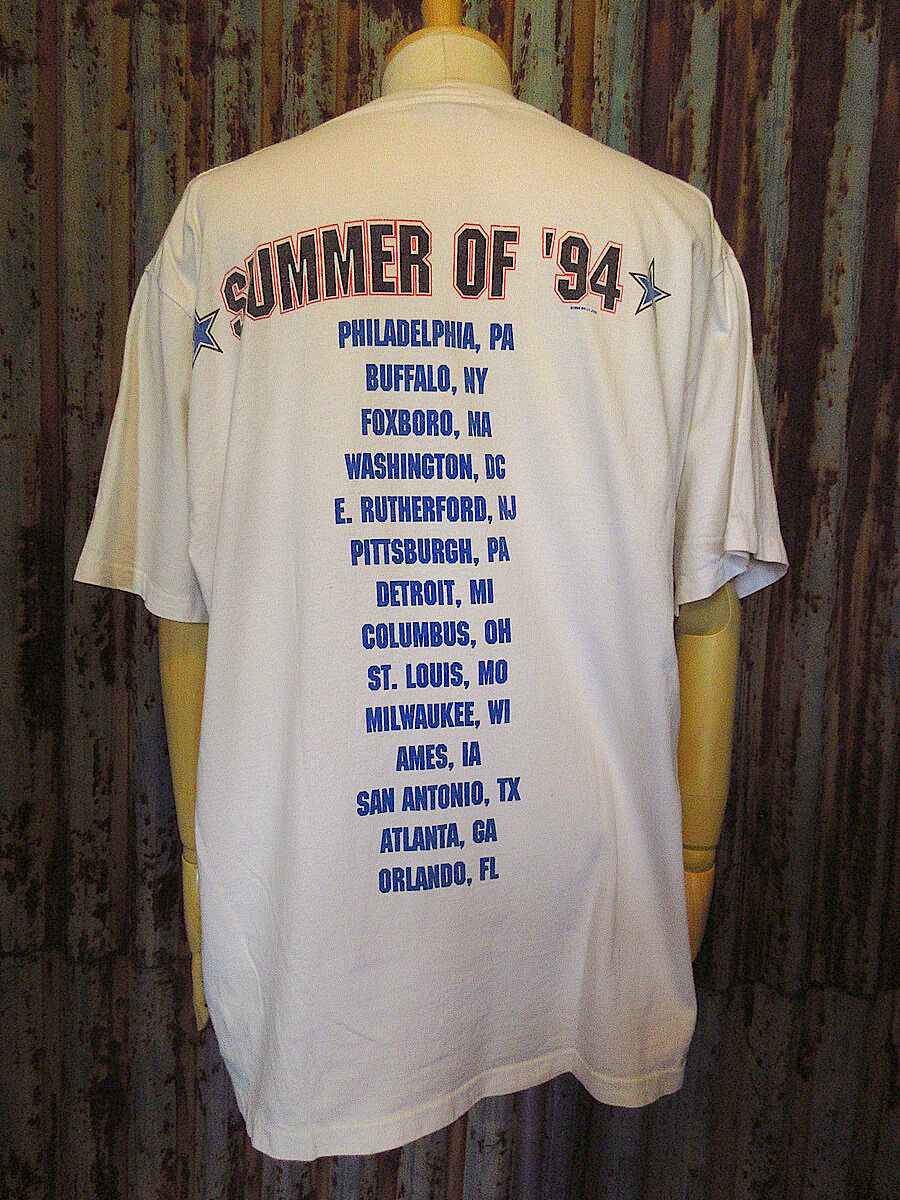 SUMMER OF '94
PHILADELPHIA, PA
BUFFALO, NY
FOXBORO, MA
WASHINGTON, DC
E. RUTHERFORD, NJ
PITTSBURGH, PA
DETROIT, MI
COLUMBUS, OH
ST. LOUIS, MO
MILWAUKEE, WI
AMES, IA
SAN ANTONIO, TX
ATLANTA, GA
ORLANDO, FL